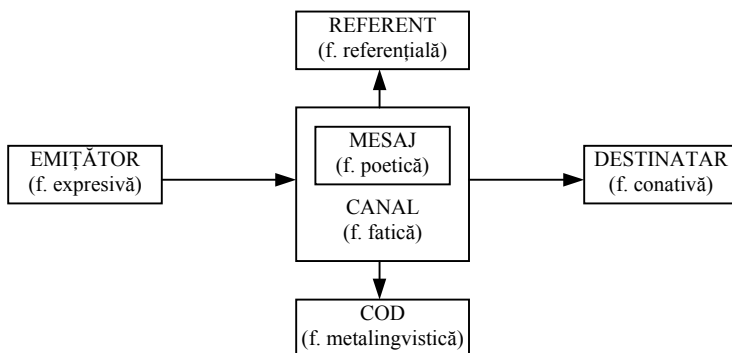 REFERENT
(f. referențială)
MESAJ
(f. poetică)
EMIȚĂTOR
(f. expresivă)
DESTINATAR
(f. conativă)
CANAL
(f. fatică)
COD
(f. metalingvistică)